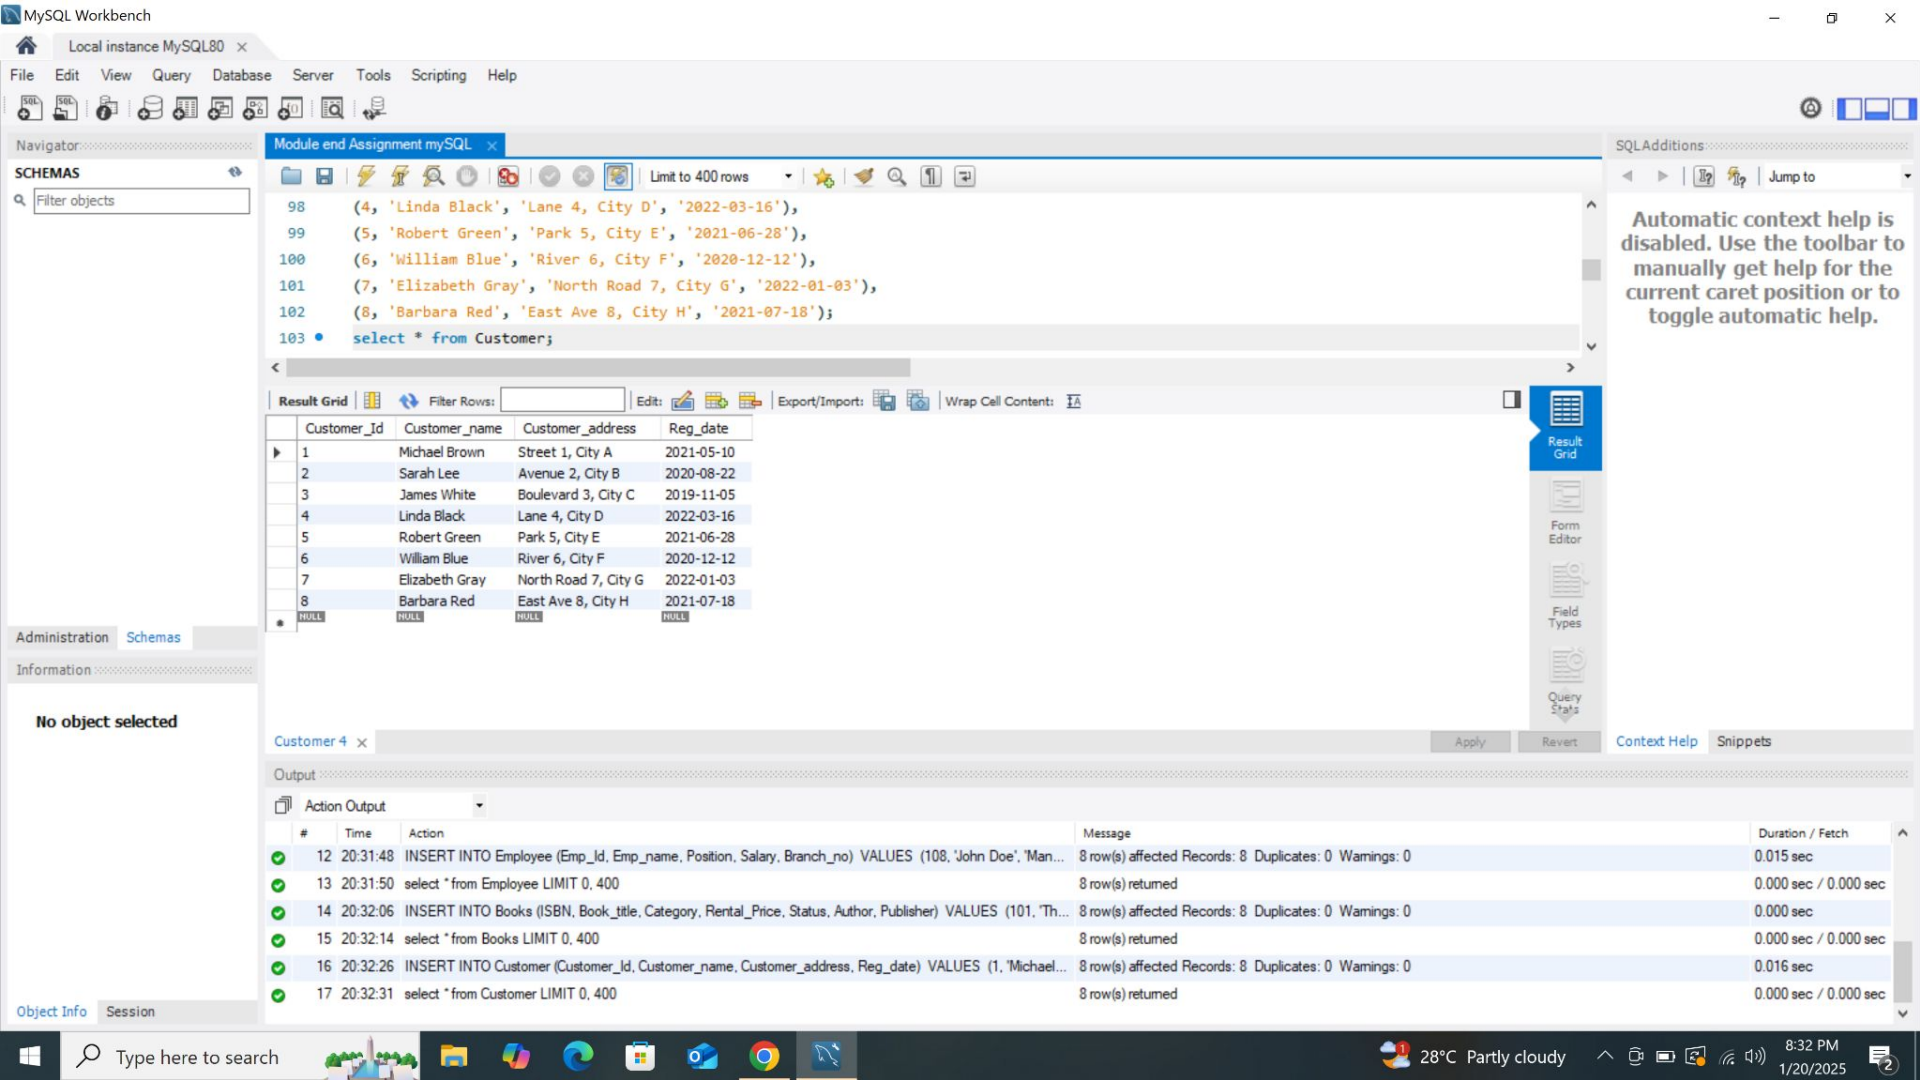 MySQL Workbench
Local instance MySQL80
File Edit View Query Database Server Tools Scripting Help
Navigator
SCHEMAS
Filter objects
Administration Schemas
Information
No object selected
Object Info Session
Module end Assignment mySQL
Limit to 400 rows
98 (4, 'Linda Black', 'Lane 4, City D', '2022-03-16'),
99 (5, 'Robert Green', 'Park 5, City E', '2021-06-28'),
100 (6, 'William Blue', 'River 6, City F', '2020-12-12'),
101 (7, 'Elizabeth Gray', 'North Road 7, City G', '2022-01-03'),
102 (8, 'Barbara Red', 'East Ave 8, City H', '2021-07-18');
103 select * from Customer;
Result Grid Filter Rows: Edit: Export/Import: Wrap Cell Content:
Customer_Id Customer_name Customer_address Reg_date
1 Michael Brown Street 1, City A 2021-05-10
2 Sarah Lee Avenue 2, City B 2020-08-22
3 James White Boulevard 3, City C 2019-11-05
4 Linda Black Lane 4, City D 2022-03-16
5 Robert Green Park 5, City E 2021-06-28
6 William Blue River 6, City F 2020-12-12
7 Elizabeth Gray North Road 7, City G 2022-01-03
8 Barbara Red East Ave 8, City H 2021-07-18
NULL NULL NULL NULL
Result
Grid
Form
Editor
Field
Types
Query
Stats
Customer 4
Apply Revert
SQLAdditions
Jump to
Automatic context help is
disabled. Use the toolbar to
manually get help for the
current caret position or to
toggle automatic help.
Context Help Snippets
Output
Action Output
# Time Action Message Duration / Fetch
12 20:31:48 INSERT INTO Employee (Emp_Id, Emp_name, Position, Salary, Branch_no) VALUES (108, 'John Doe', 'Man... 8 row(s) affected Records: 8 Duplicates: 0 Warnings: 0 0.015 sec
13 20:31:50 select * from Employee LIMIT 0, 400 8 row(s) returned 0.000 sec / 0.000 sec
14 20:32:06 INSERT INTO Books (ISBN, Book_title, Category, Rental_Price, Status, Author, Publisher) VALUES (101, 'Th... 8 row(s) affected Records: 8 Duplicates: 0 Warnings: 0 0.000 sec
15 20:32:14 select * from Books LIMIT 0, 400 8 row(s) returned 0.000 sec / 0.000 sec
16 20:32:26 INSERT INTO Customer (Customer_Id, Customer_name, Customer_address, Reg_date) VALUES (1, 'Michael... 8 row(s) affected Records: 8 Duplicates: 0 Warnings: 0 0.016 sec
17 20:32:31 select * from Customer LIMIT 0, 400 8 row(s) returned 0.000 sec / 0.000 sec
Type here to search
1
28°C Partly cloudy
8:32 PM
1/20/2025
2